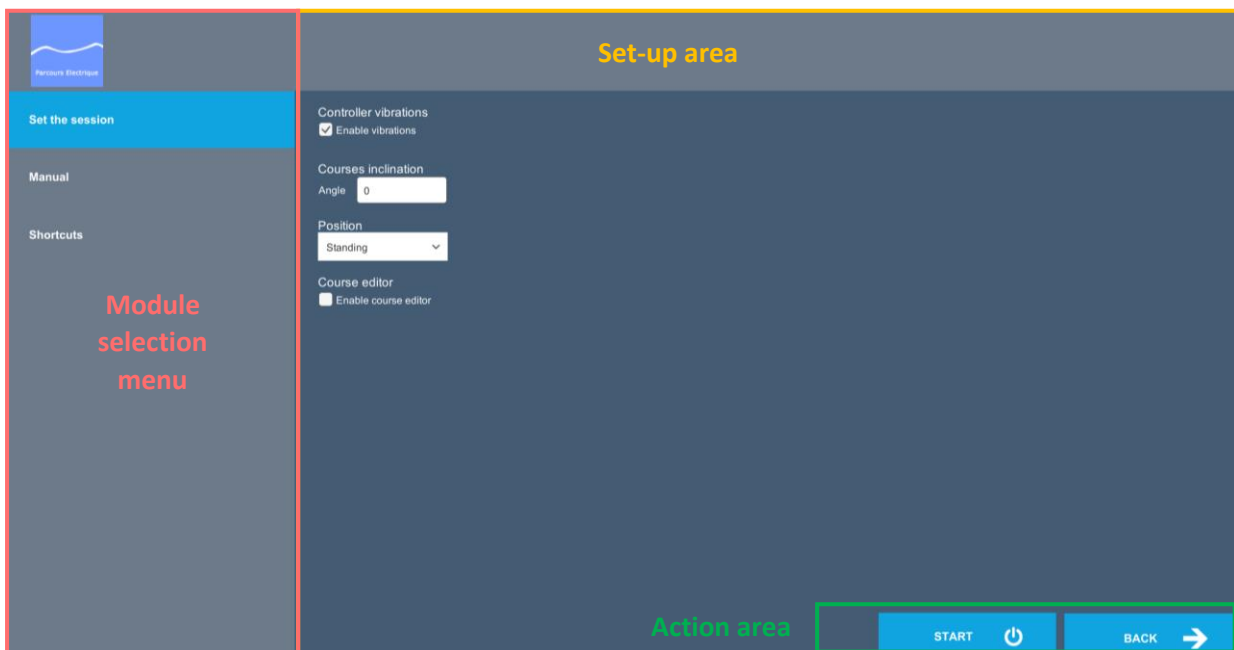 Parcours Electrique
Set-up area
Set the session
Manual
Shortcuts
Module
selection
menu
Controller vibrations
Enable vibrations
Courses inclination
Angle 0
Position
Standing
Course editor
Enable course editor
Action area
START
BACK